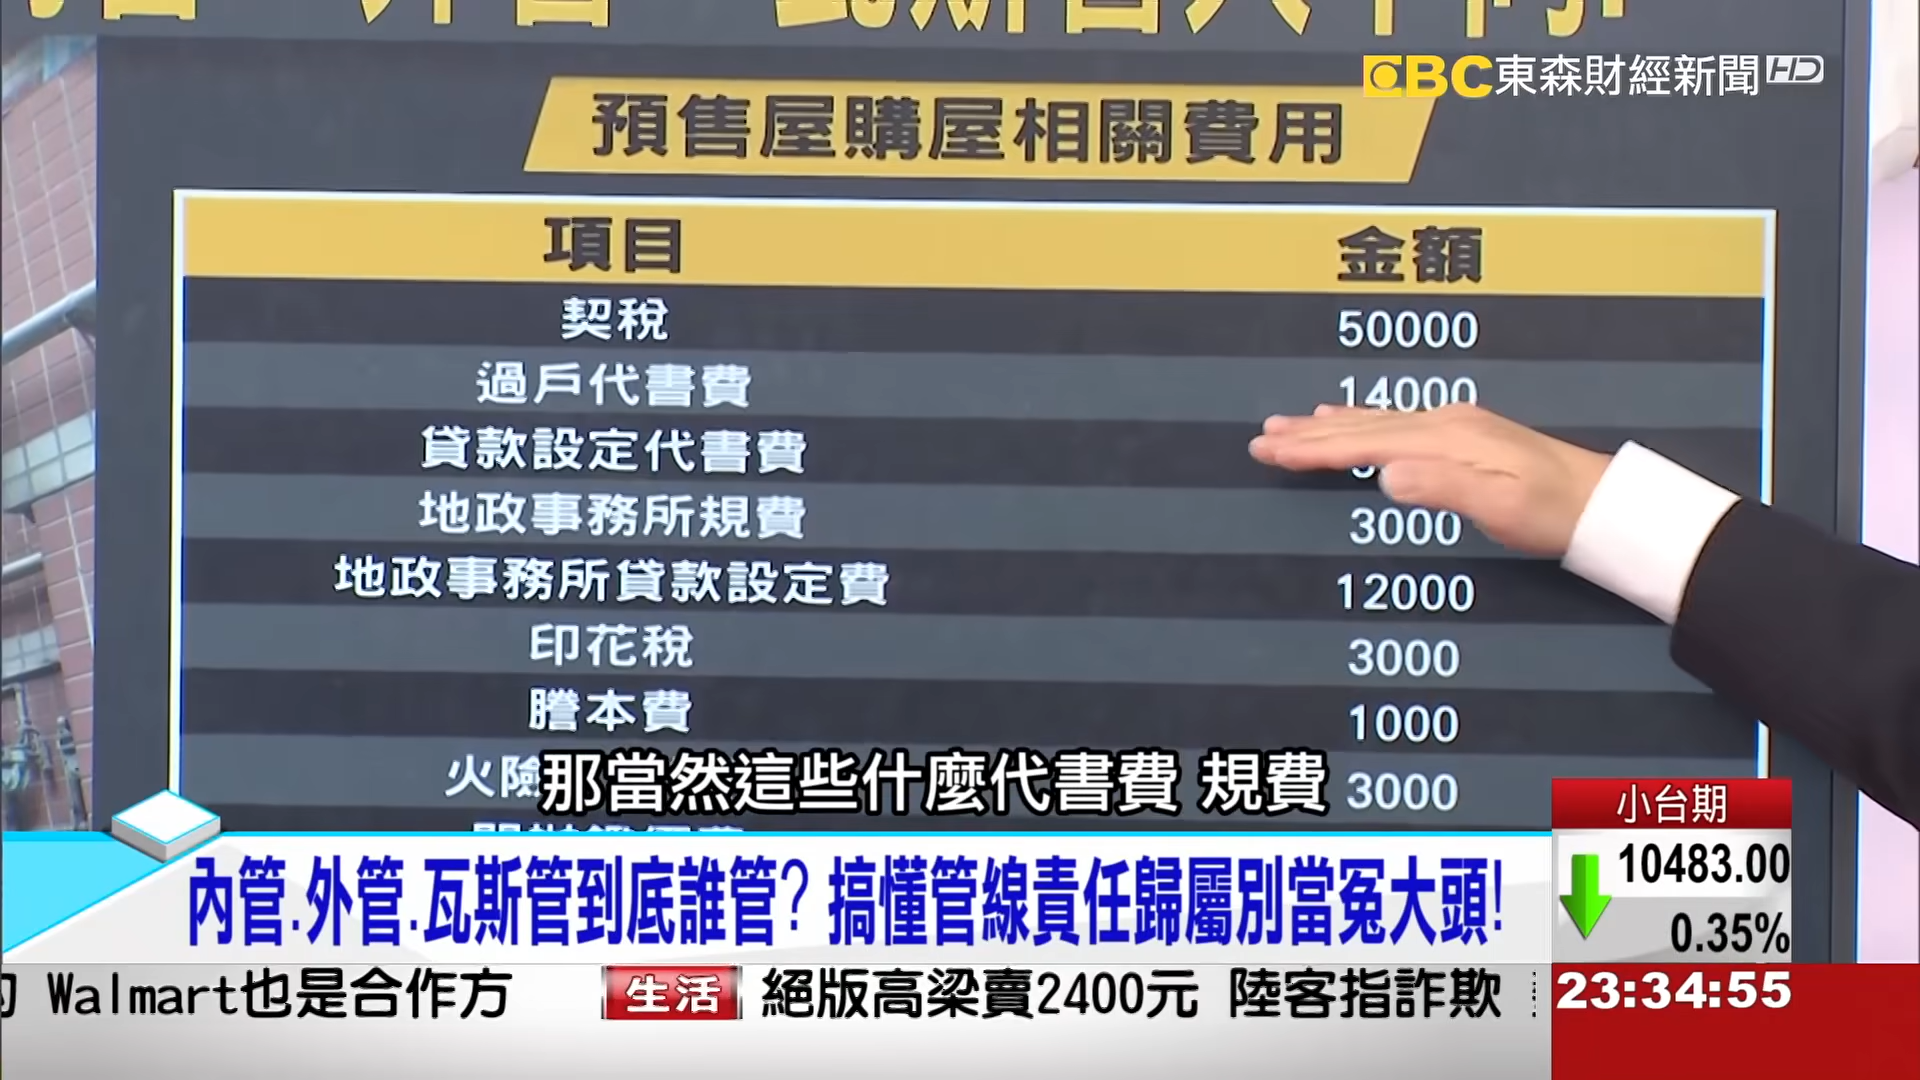 EBC東森財經新聞HD
預售屋購屋相關費用
項目 金額
契稅 50000
過戶代書費 14000
貸款設定代書費
地政事務所規費 3000
地政事務所貸款設定費 12000
印花稅 3000
謄本費 1000
火險 3000
那當然這些什麼代書費 規費
小台期
10483.00
0.35%
內管.外管.瓦斯管到底誰管? 搞懂管線責任歸屬別當冤大頭!
Walmart也是合作方 生活 絕版高梁賣2400元 陸客指詐欺
23:34:55